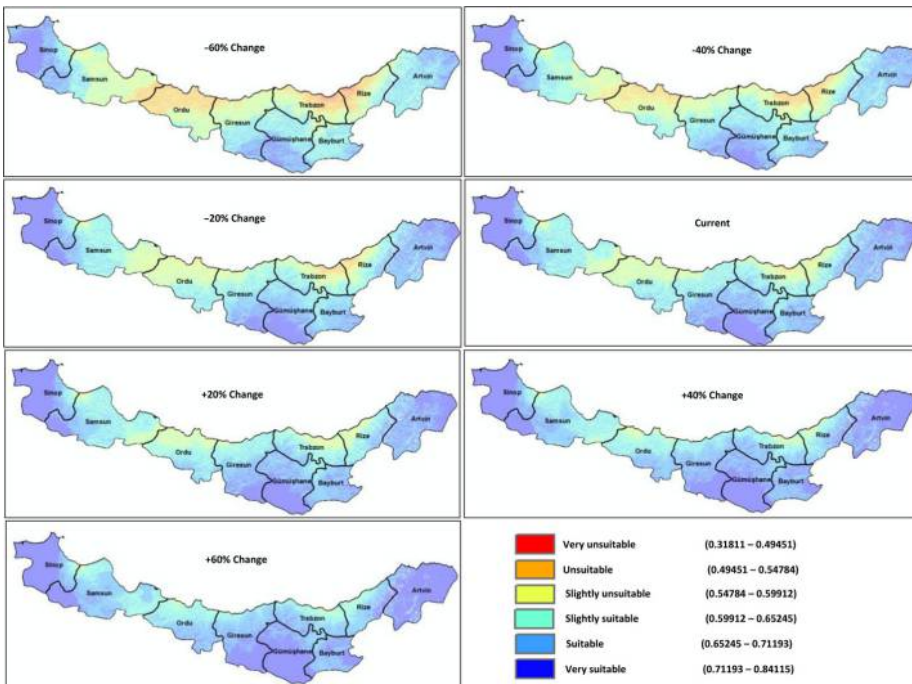 –60% Change
Sinop
Samsun
Ordu
Giresun
Trabzon
Rize
Artvin
Gümüşhane
Bayburt
-40% Change
Sinop
Samsun
Ordu
Giresun
Trabzon
Rize
Artvin
Gümüşhane
Bayburt
–20% Change
Sinop
Samsun
Ordu
Giresun
Trabzon
Rize
Artvin
Gümüşhane
Bayburt
Current
Sinop
Samsun
Ordu
Giresun
Trabzon
Rize
Artvin
Gümüşhane
Bayburt
+20% Change
Sinop
Samsun
Ordu
Giresun
Trabzon
Rize
Artvin
Gümüşhane
Bayburt
+40% Change
Sinop
Samsun
Ordu
Giresun
Trabzon
Rize
Artvin
Gümüşhane
Bayburt
+60% Change
Sinop
Samsun
Ordu
Giresun
Trabzon
Rize
Artvin
Gümüşhane
Bayburt
Very unsuitable (0.31811 – 0.49451)
Unsuitable (0.49451 – 0.54784)
Slightly unsuitable (0.54784 – 0.59912)
Slightly suitable (0.59912 – 0.65245)
Suitable (0.65245 – 0.71193)
Very suitable (0.71193 – 0.84115)